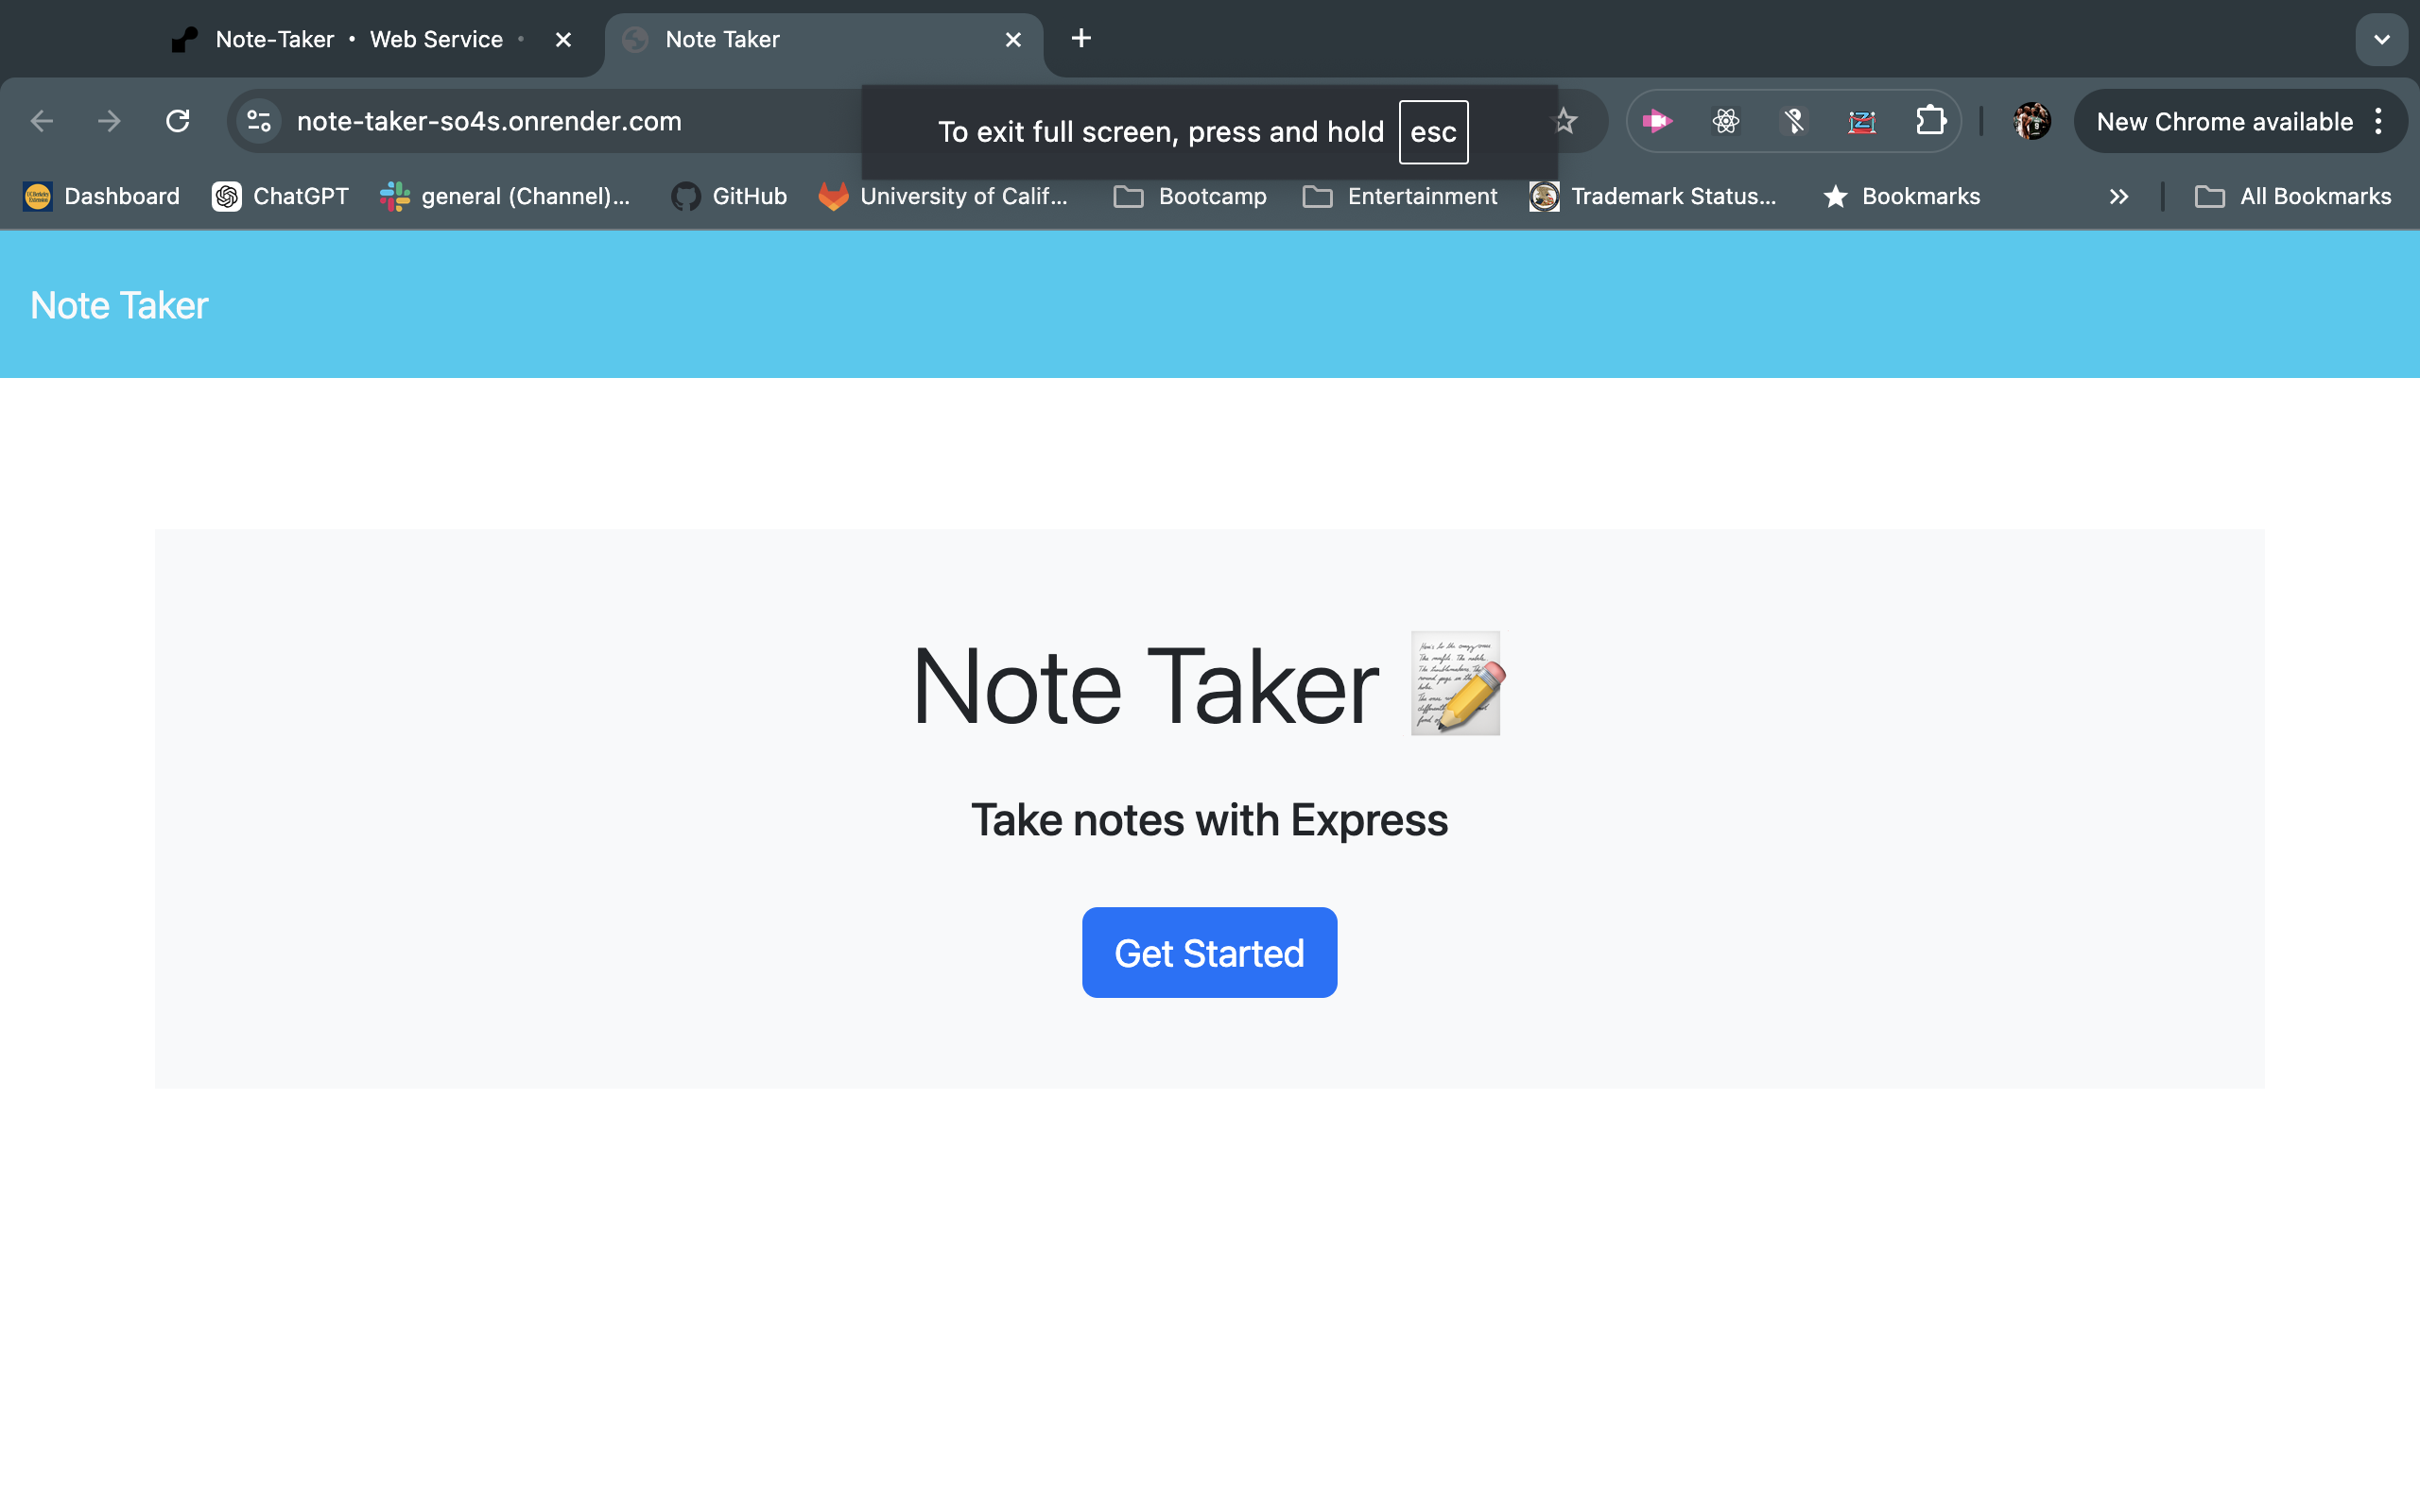 Note-Taker • Web Service •
Note Taker
note-taker-so4s.onrender.com
To exit full screen, press and hold esc
New Chrome available
Dashboard
ChatGPT
general (Channel)...
GitHub
University of Calif...
Bootcamp
Entertainment
Trademark Status...
Bookmarks
All Bookmarks
Note Taker
Note Taker
Take notes with Express
Get Started